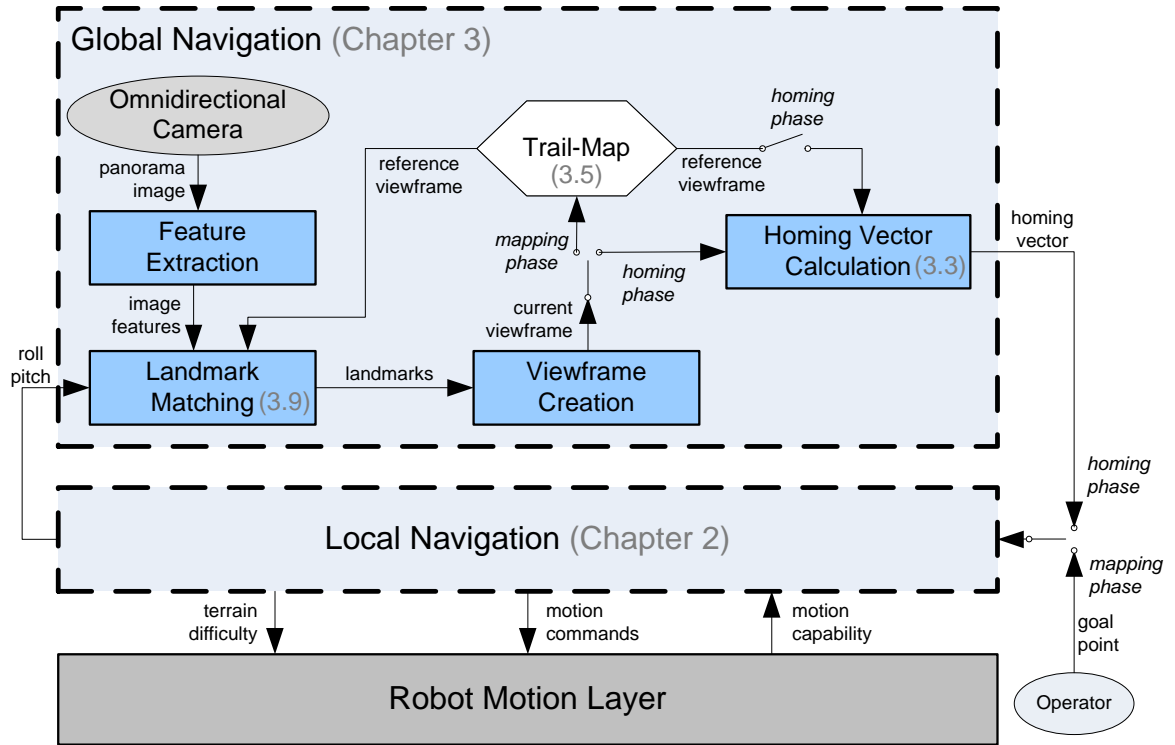 Global Navigation (Chapter 3)
Omnidirectional
Camera
panorama
image
Feature
Extraction
image
features
roll
pitch
Landmark
Matching (3.9)
landmarks
Viewframe
Creation
current
viewframe
reference
viewframe
Trail-Map
(3.5)
mapping
phase
homing
phase
reference
viewframe
homing
phase
Homing Vector
Calculation (3.3)
homing
vector
homing
phase
mapping
phase
goal
point
Operator
Local Navigation (Chapter 2)
terrain
difficulty
motion
commands
motion
capability
Robot Motion Layer